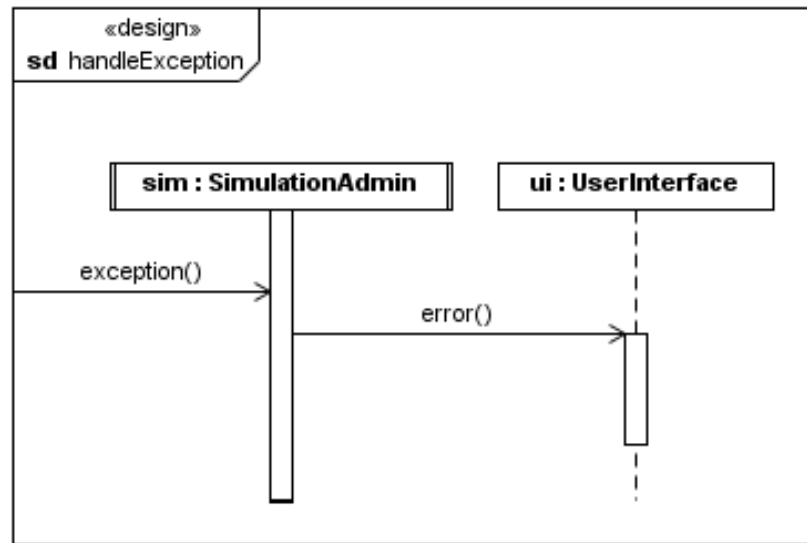 «design»
sd handleException
sim : SimulationAdmin
ui : UserInterface
exception()
error()